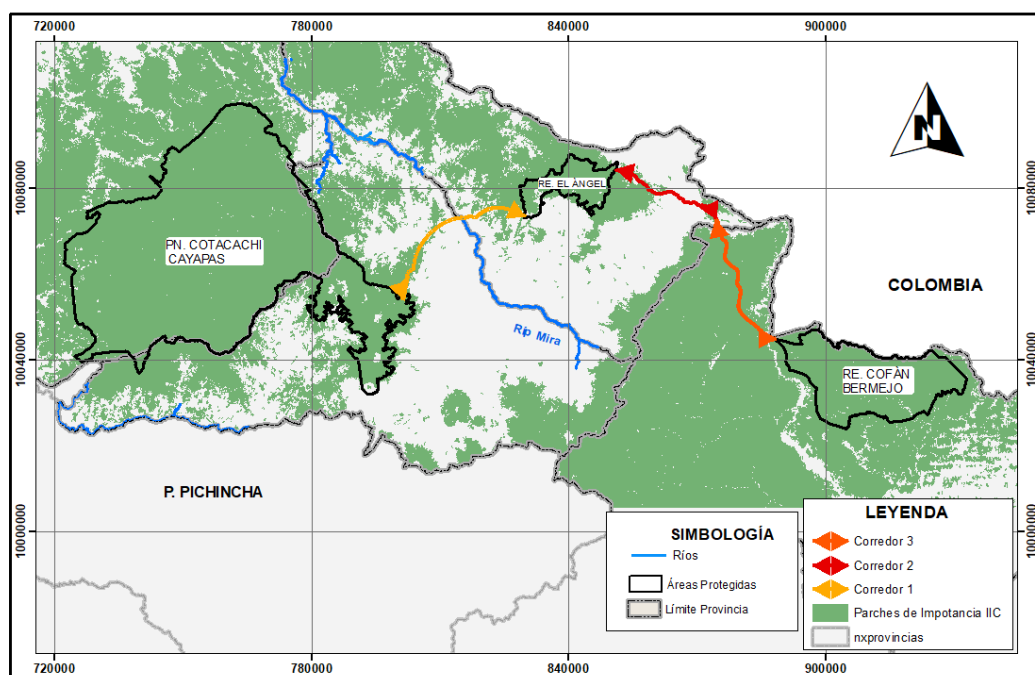 720000
780000
840000
900000
10080000
10080000
N
RE. EL ÀNGEL
PN. COTACACHI
CAYAPAS
COLOMBIA
Rio Mira
10040000
10040000
RE. COFÀN
BERMEJO
P. PICHINCHA
10000000
10000000
SIMBOLOGÍA
Ríos
Áreas Protegidas
Límite Provincia
LEYENDA
Corredor 3
Corredor 2
Corredor 1
Parches de Impotancia IIC
nxprovincias
720000
780000
840000
900000